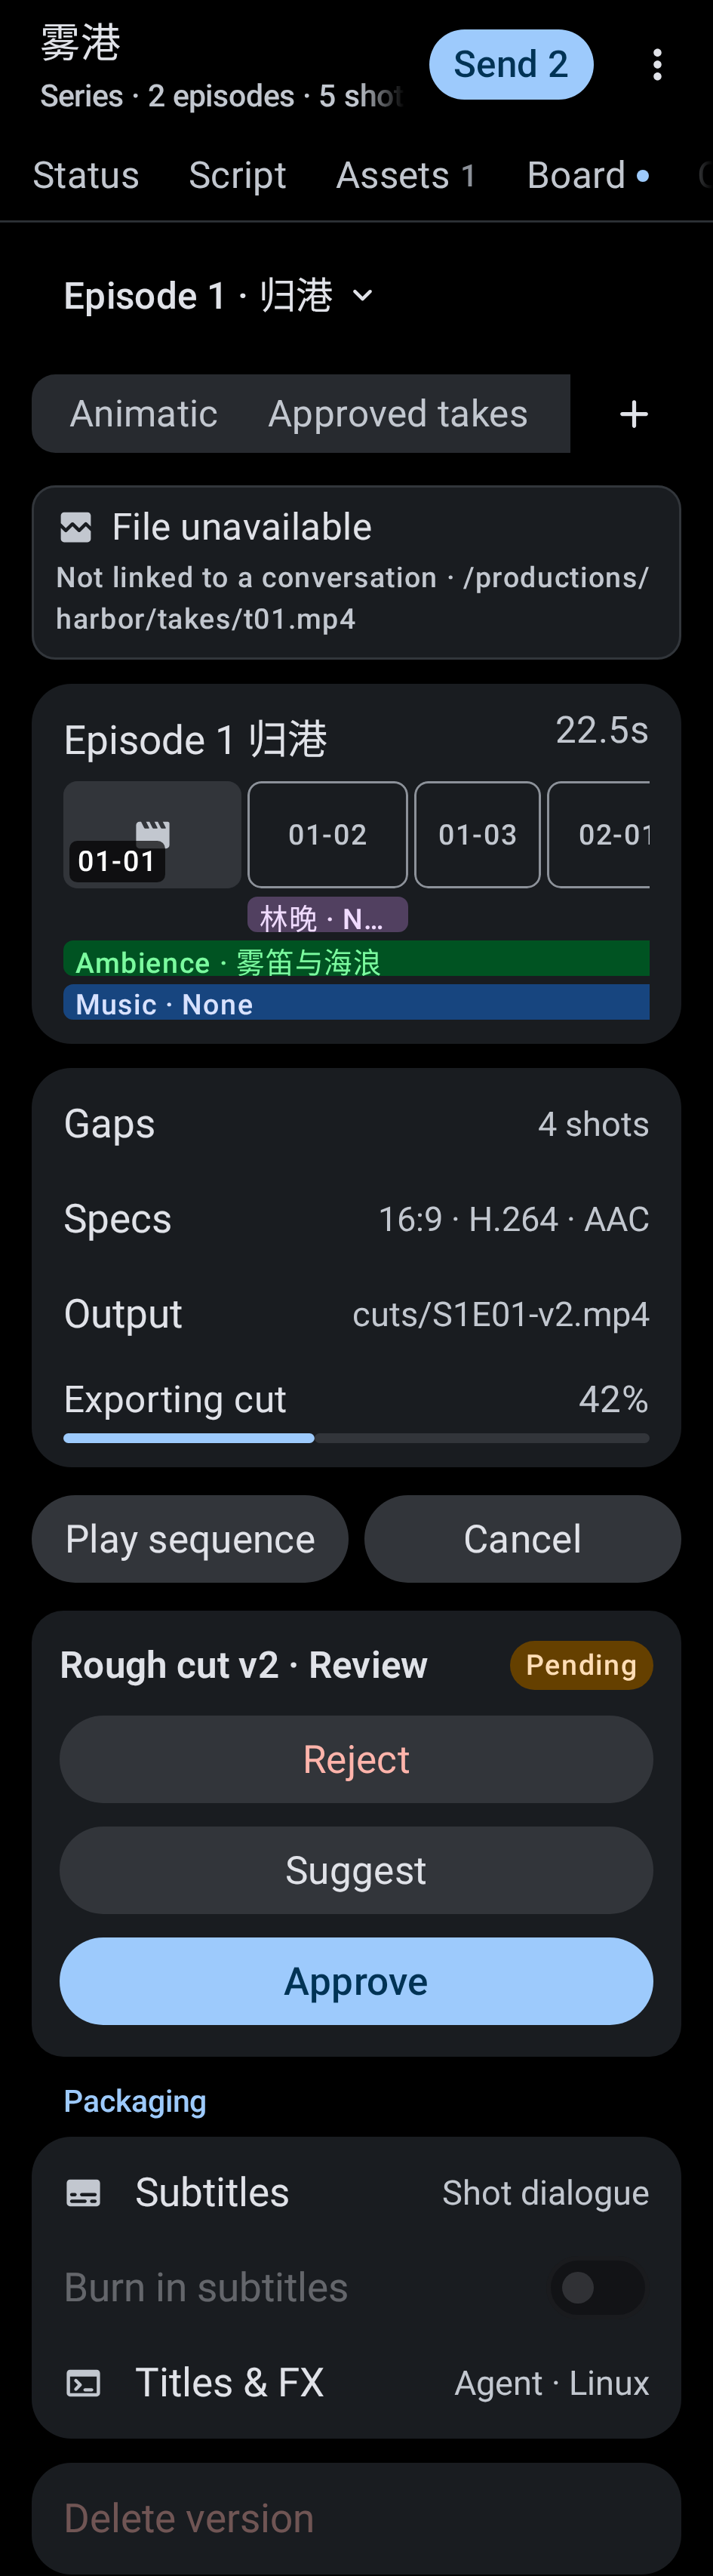 雾港
Send 2
Series · 2 episodes · 5 shot
Status Script Assets 1 Board
Episode 1 · 归港
Animatic Approved takes
File unavailable
Not linked to a conversation · /productions/
harbor/takes/t01.mp4
Episode 1 归港 22.5s
01-01 01-02 01-03 02-01
林晚 · N…
Ambience · 雾笛与海浪
Music · None
Gaps 4 shots
Specs 16:9 · H.264 · AAC
Output cuts/S1E01-v2.mp4
Exporting cut 42%
Play sequence Cancel
Rough cut v2 · Review Pending
Reject
Suggest
Approve
Packaging
Subtitles Shot dialogue
Burn in subtitles
Titles & FX Agent · Linux
Delete version